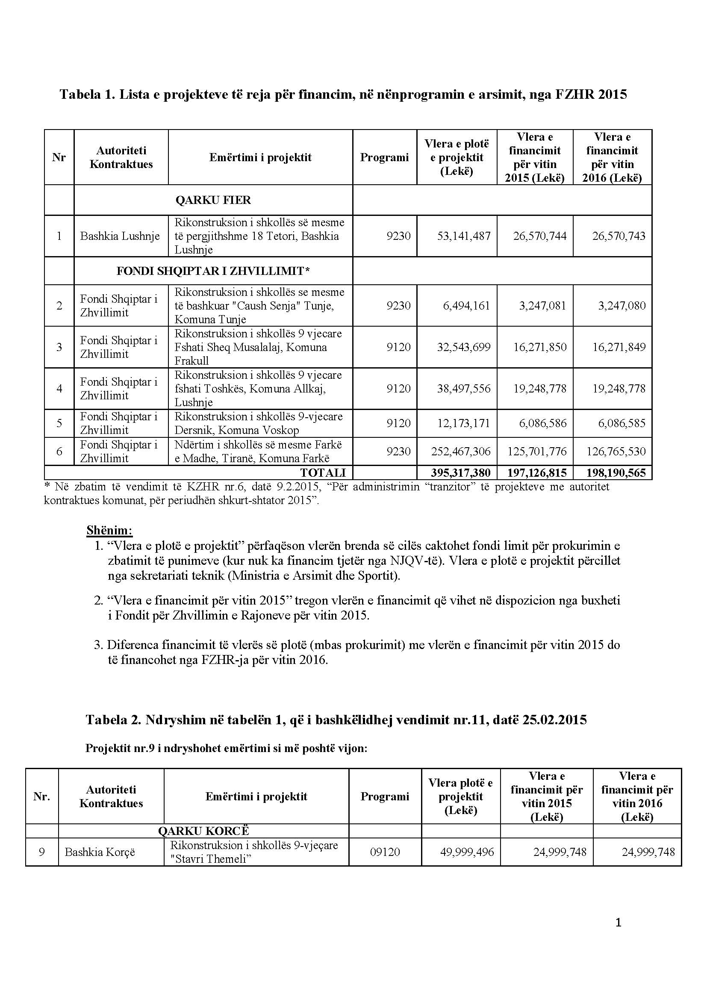 Tabela 1. Lista e projekteve të reja për financim, në nënprogramin e arsimit, nga FZHR 2015
Nr
Autoriteti
Kontraktues
Emërtimi i projektit
Programi
Vlera e plotë
e projektit
(Lekë)
Vlera e
financimit
për vitin
2015 (Lekë)
Vlera e
financimit
për vitin
2016 (Lekë)
QARKU FIER
1
Bashkia Lushnje
Rikonstruksion i shkollës së mesme
të pergjithshme 18 Tetori, Bashkia
Lushnje
9230
53,141,487
26,570,744
26,570,743
FONDI SHQIPTAR I ZHVILLIMIT*
2
Fondi Shqiptar i
Zhvillimit
Rikonstruksion i shkollës se mesme
të bashkuar "Caush Senja" Tunje,
Komuna Tunje
9230
6,494,161
3,247,081
3,247,080
3
Fondi Shqiptar i
Zhvillimit
Rikonstruksion i shkollës 9 vjecare
Fshati Sheq Musalalaj, Komuna
Frakull
9120
32,543,699
16,271,850
16,271,849
4
Fondi Shqiptar i
Zhvillimit
Rikonstruksion i shkollës 9 vjecare
fshati Toshkës, Komuna Allkaj,
Lushnje
9120
38,497,556
19,248,778
19,248,778
5
Fondi Shqiptar i
Zhvillimit
Rikonstruksion i shkollës 9-vjecare
Dersnik, Komuna Voskop
9120
12,173,171
6,086,586
6,086,585
6
Fondi Shqiptar i
Zhvillimit
Ndërtim i shkollës së mesme Farkë
e Madhe, Tiranë, Komuna Farkë
9230
252,467,306
125,701,776
126,765,530
TOTALI
395,317,380
197,126,815
198,190,565
* Në zbatim të vendimit të KZHR nr.6, datë 9.2.2015, “Për administrimin “tranzitor” të projekteve me autoritet
kontraktues komunat, për periudhën shkurt-shtator 2015”.
Shënim:
1. “Vlera e plotë e projektit” përfaqëson vlerën brenda së cilës caktohet fondi limit për prokurimin e
zbatimit të punimeve (kur nuk ka financim tjetër nga NJQV-të). Vlera e plotë e projektit përcillet
nga sekretariati teknik (Ministria e Arsimit dhe Sportit).
2. “Vlera e financimit për vitin 2015” tregon vlerën e financimit që vihet në dispozicion nga buxheti
i Fondit për Zhvillimin e Rajoneve për vitin 2015.
3. Diferenca financimit të vlerës së plotë (mbas prokurimit) me vlerën e financimit për vitin 2015 do
të financohet nga FZHR-ja për vitin 2016.
Tabela 2. Ndryshim në tabelën 1, që i bashkëlidhej vendimit nr.11, datë 25.02.2015
Projektit nr.9 i ndryshohet emërtimi si më poshtë vijon:
Nr.
Autoriteti
Kontraktues
Emërtimi i projektit
Programi
Vlera plotë e
projektit
(Lekë)
Vlera e
financimit për
vitin 2015
(Lekë)
Vlera e
financimit për
vitin 2016
(Lekë)
QARKU KORCË
9
Bashkia Korçë
Rikonstruksion i shkollës 9-vjeçare
"Stavri Themeli”
09120
49,999,496
24,999,748
24,999,748
1